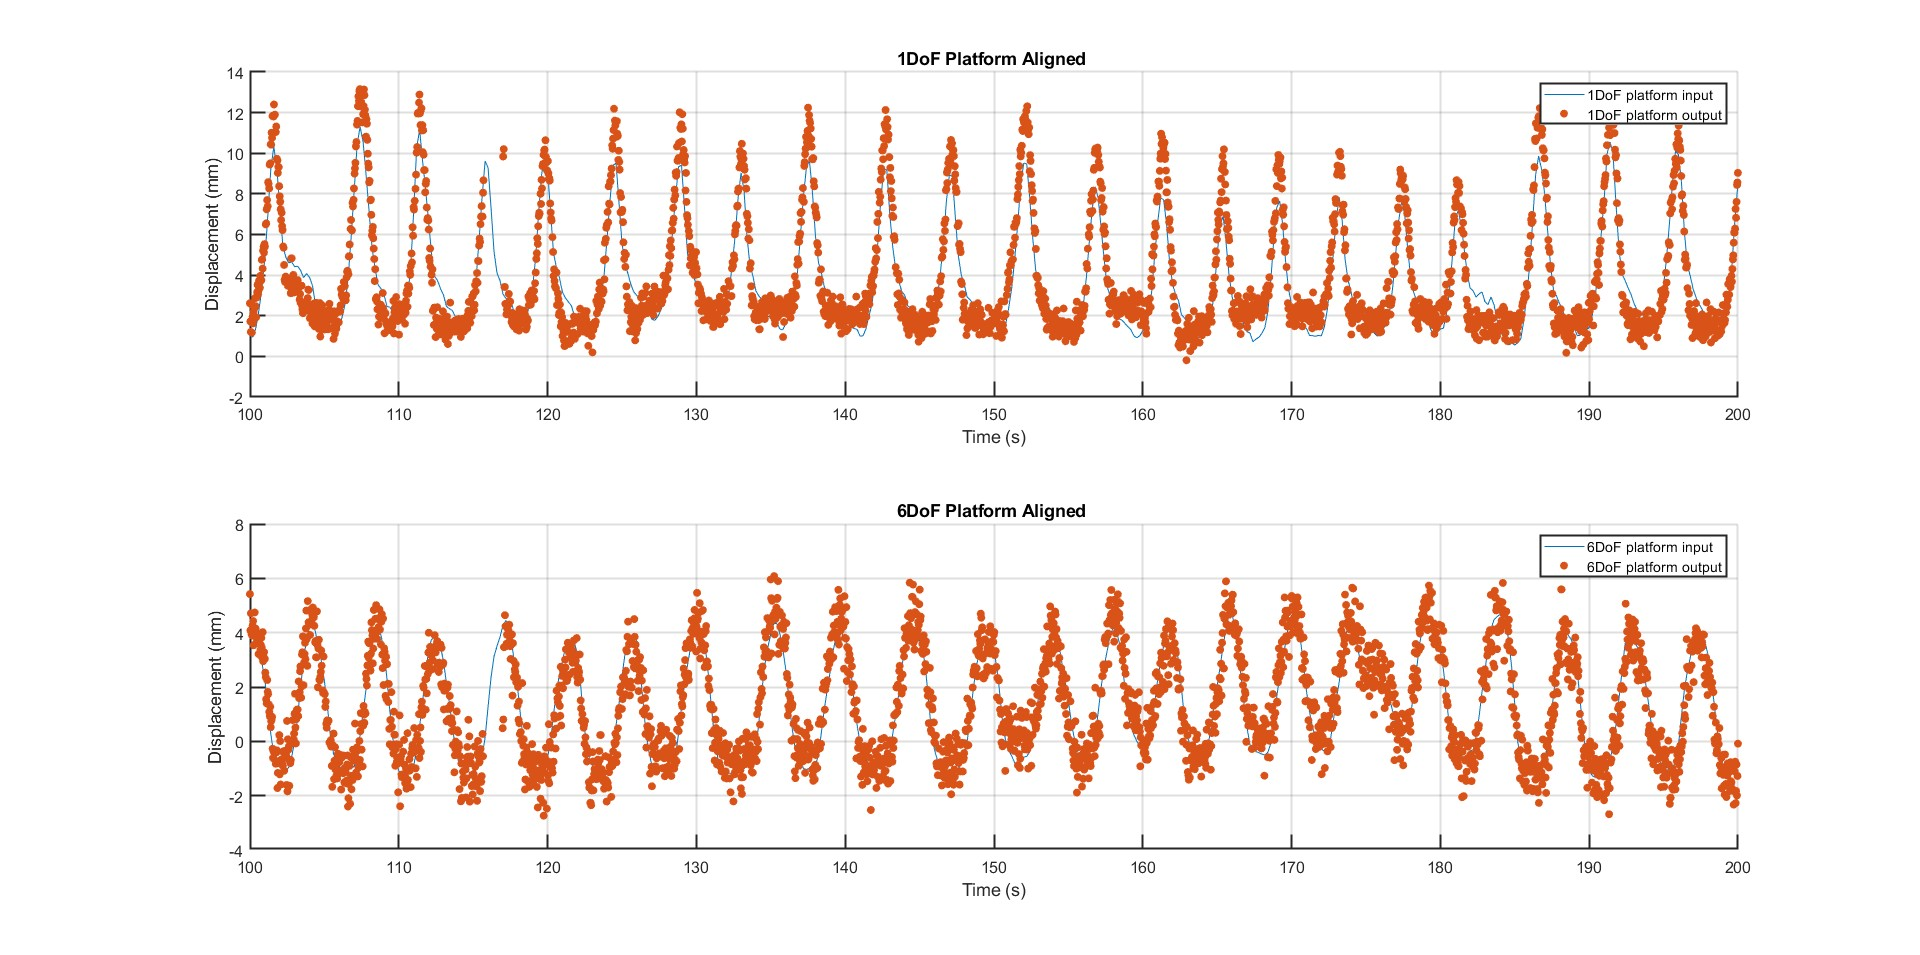 1DoF Platform Aligned
14
12
10
8
6
4
2
0
-2
Displacement (mm)
1DoF platform input
1DoF platform output
100 110 120 130 140 150 160 170 180 190 200
Time (s)
6DoF Platform Aligned
8
6
4
2
0
-2
-4
Displacement (mm)
6DoF platform input
6DoF platform output
100 110 120 130 140 150 160 170 180 190 200
Time (s)